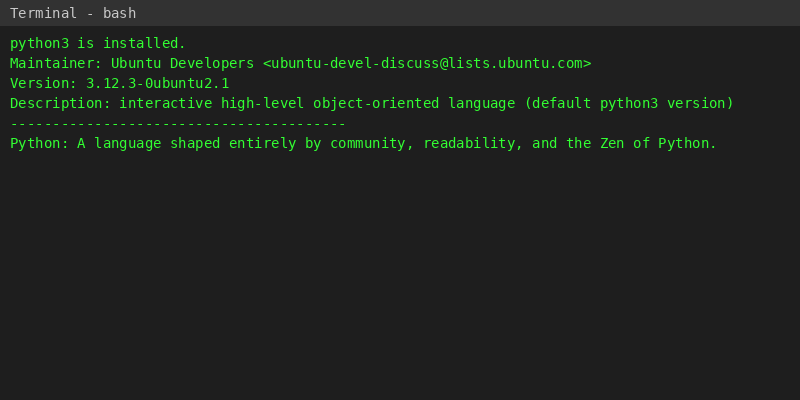 Terminal - bash
python3 is installed.
Maintainer: Ubuntu Developers <ubuntu-devel-discuss@lists.ubuntu.com>
Version: 3.12.3-0ubuntu2.1
Description: interactive high-level object-oriented language (default python3 version)
----------------------------------------
Python: A language shaped entirely by community, readability, and the Zen of Python.